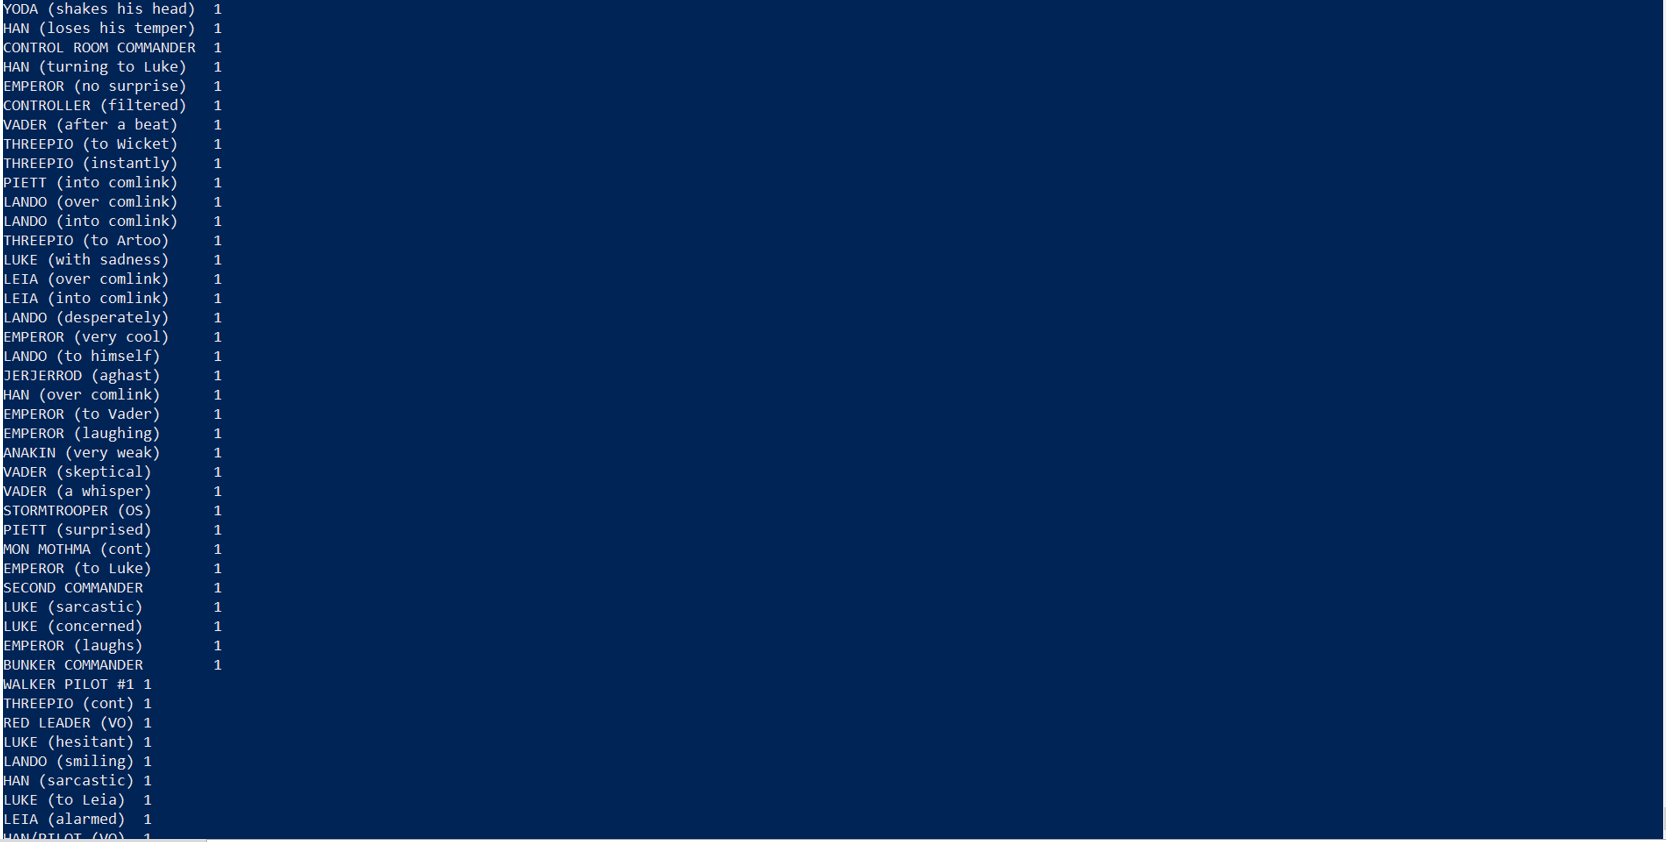 YODA (shakes his head)  1
HAN (loses his temper)  1
CONTROL ROOM COMMANDER  1
HAN (turning to Luke)   1
EMPEROR (no surprise)   1
CONTROLLER (filtered)   1
VADER (after a beat)    1
THREEPIO (to Wicket)    1
THREEPIO (instantly)    1
PIETT (into comlink)    1
LANDO (over comlink)    1
LANDO (into comlink)    1
THREEPIO (to Artoo)     1
LUKE (with sadness)     1
LEIA (over comlink)     1
LEIA (into comlink)     1
LANDO (desperately)     1
EMPEROR (very cool)     1
LANDO (to himself)      1
JERJERROD (aghast)      1
HAN (over comlink)      1
EMPEROR (to Vader)      1
EMPEROR (laughing)      1
ANAKIN (very weak)      1
VADER (skeptical)       1
VADER (a whisper)       1
STORMTROOPER (OS)       1
PIETT (surprised)       1
MON MOTHMA (cont)       1
EMPEROR (to Luke)       1
SECOND COMMANDER        1
LUKE (sarcastic)        1
LUKE (concerned)        1
EMPEROR (laughs)        1
BUNKER COMMANDER        1
WALKER PILOT #1 1
THREEPIO (cont) 1
RED LEADER (VO) 1
LUKE (hesitant) 1
LANDO (smiling) 1
HAN (sarcastic) 1
LUKE (to Leia)  1
LEIA (alarmed)  1
HAN/PILOT (VO)  1